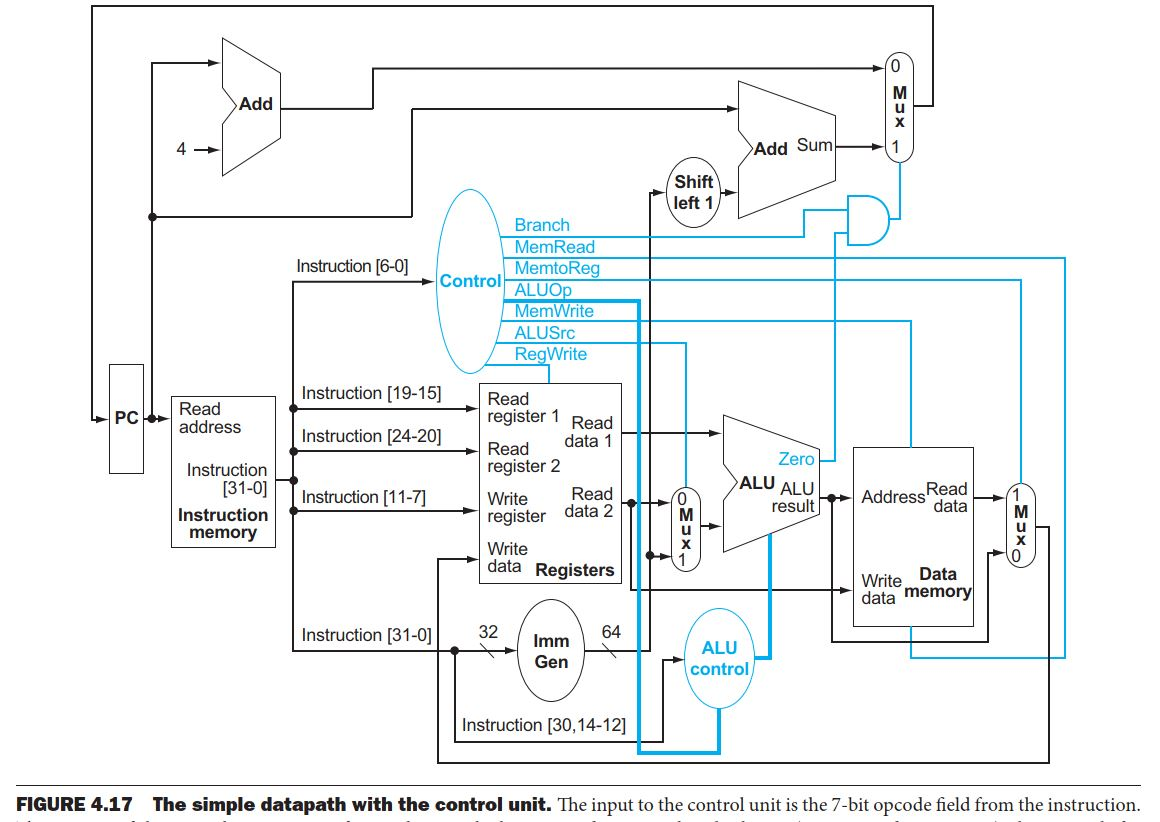 Add
4
0
M
u
x
1
Add Sum
Shift
left 1
Branch
MemRead
MemtoReg
ALUOp
MemWrite
ALUSrc
RegWrite
Control
Instruction [6-0]
PC
Read
address
Instruction
[31-0]
Instruction
memory
Instruction [19-15]
Instruction [24-20]
Instruction [11-7]
Instruction [31-0]
Read
register 1
Read
data 1
Read
register 2
Write
register
Read
data 2
Write
data
Registers
0
M
u
x
1
Zero
ALU
ALU
result
Address
Read
data
Write
data
Data
memory
1
M
u
x
0
32
Imm
Gen
64
ALU
control
Instruction [30,14-12]
FIGURE 4.17 The simple datapath with the control unit. The input to the control unit is the 7-bit opcode field from the instruction.